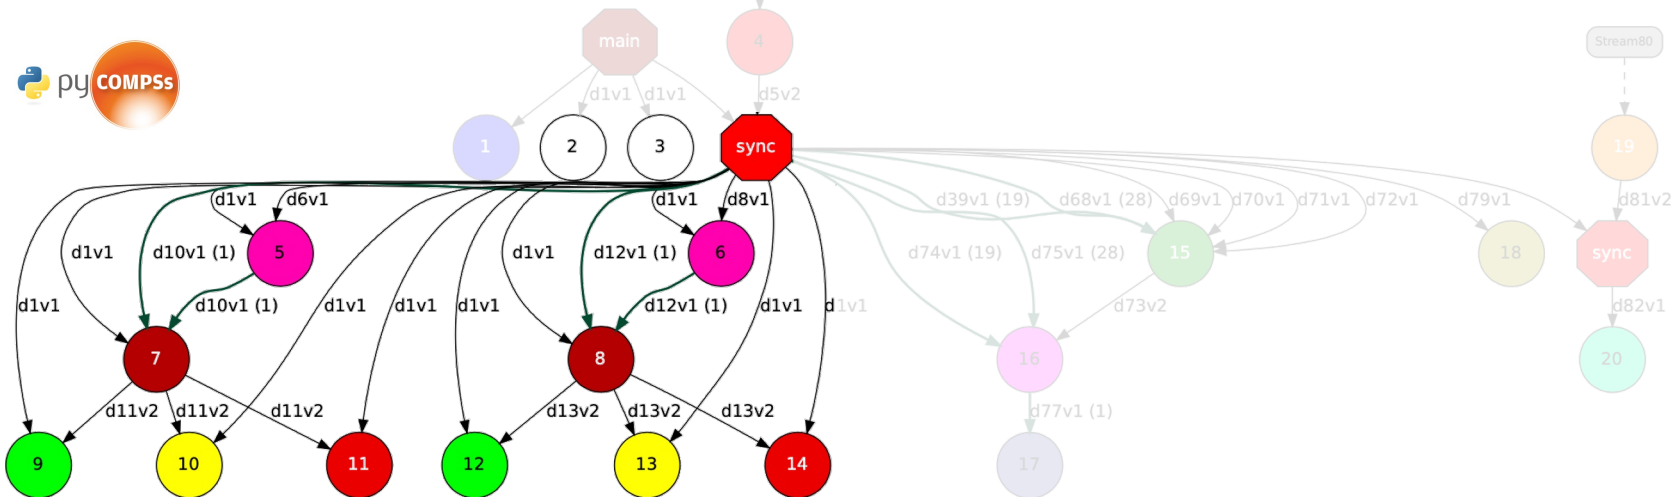 main
4
Stream80
py COMPSs
d1v1 d1v1 d5v2
1 2 3 sync 19
d1v1 d6v1 d1v1 d8v1 d39v1 (19) d68v1 (28) d69v1 d70v1 d71v1 d72v1 d79v1 d81v2
d1v1 d10v1 (1) 5 d1v1 d12v1 (1) 6 d74v1 (19) d75v1 (28) 15 18 sync
d1v1 d10v1 (1) d1v1 d1v1 d1v1 d12v1 (1) d1v1 d1v1 d73v2 d82v1
7 8 16 20
d11v2 d11v2 d11v2 d13v2 d13v2 d13v2 d77v1 (1)
9 10 11 12 13 14 17